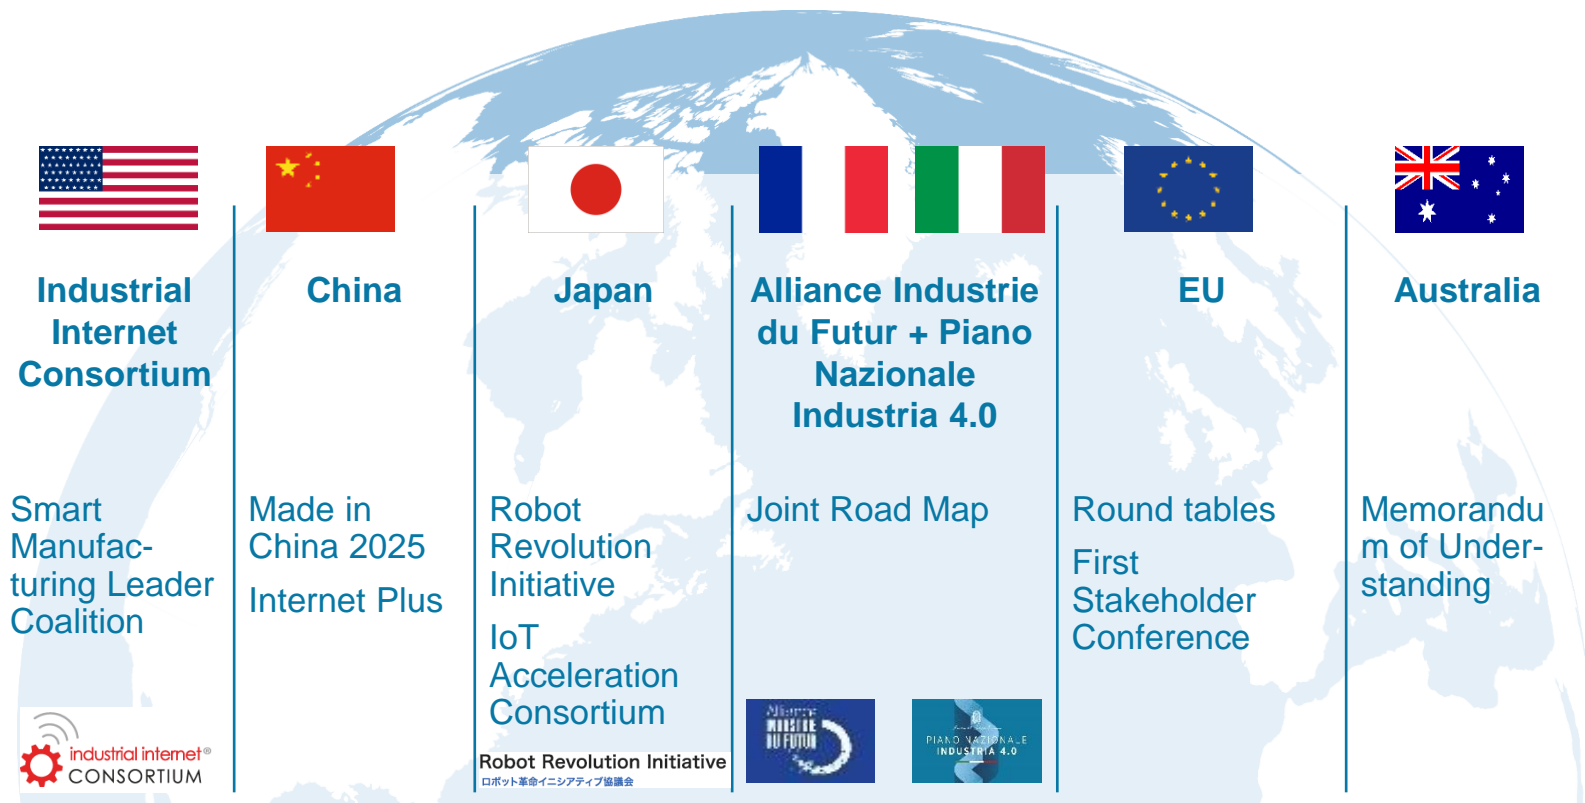 Industrial
Internet
Consortium
Smart
Manufac-
turing Leader
Coalition
industrial internet®
CONSORTIUM
China
Made in
China 2025
Internet Plus
Japan
Robot
Revolution
Initiative
IoT
Acceleration
Consortium
Robot Revolution Initiative
ロボット革命イニシアティブ協議会
Alliance Industrie
du Futur + Piano
Nazionale
Industria 4.0
Joint Road Map
Alliance
INDUSTRIE
DU FUTUR
PIANO NAZIONALE
INDUSTRIA 4.0
EU
Round tables
First
Stakeholder
Conference
Australia
Memorandu
m of Under-
standing